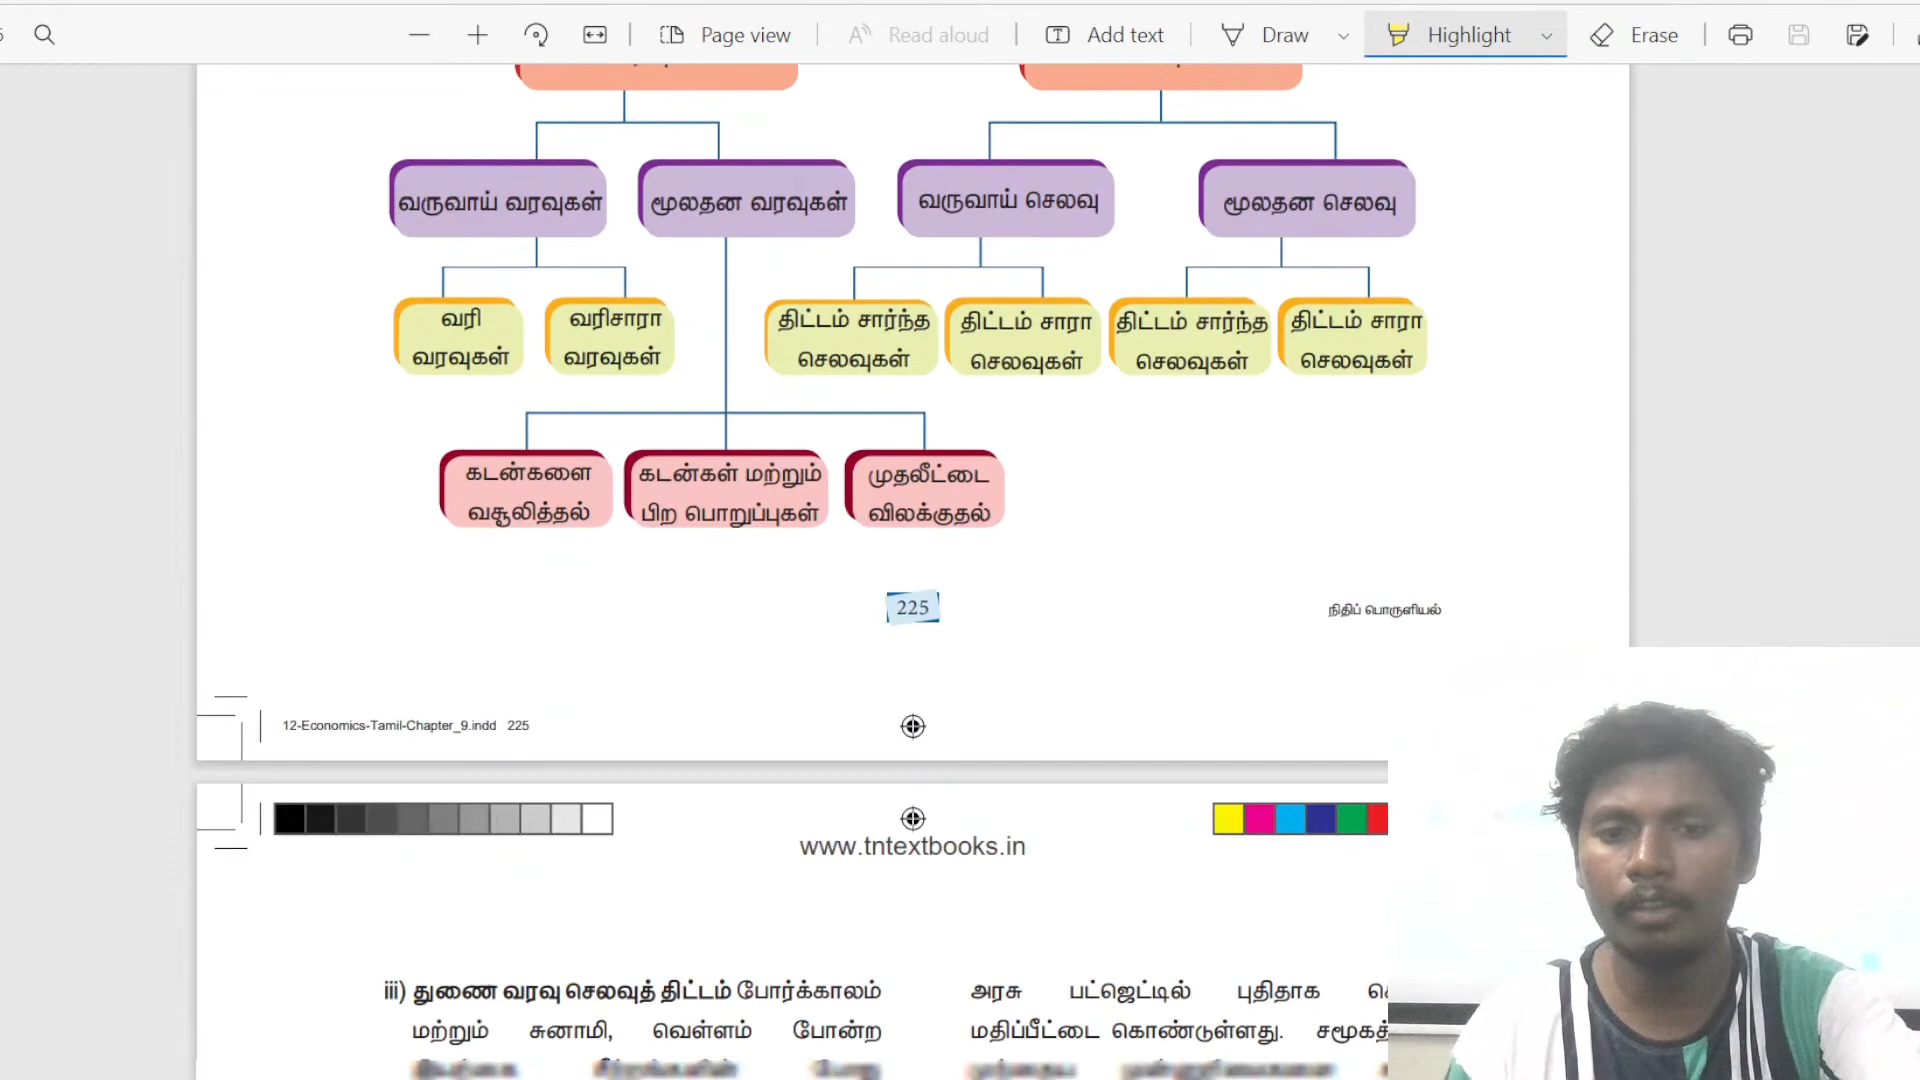 Page view
Read aloud
Add text
Draw
Highlight
Erase
வருவாய் வரவுகள்
மூலதன வரவுகள்
வருவாய் செலவு
மூலதன செலவு
வரி
வரவுகள்
வரிசாரா
வரவுகள்
திட்டம் சார்ந்த
செலவுகள்
திட்டம் சாரா
செலவுகள்
திட்டம் சார்ந்த
செலவுகள்
திட்டம் சாரா
செலவுகள்
கடன்களை
வசூலித்தல்
கடன்கள் மற்றும்
பிற பொறுப்புகள்
முதலீட்டை
விலக்குதல்
225
நிதிப் பொருளியல்
12-Economics-Tamil-Chapter_9.indd 225
www.tntextbooks.in
iii) துணை வரவு செலவுத் திட்டம் போர்க்காலம்
மற்றும் சுனாமி, வெள்ளம் போன்ற
அரசு பட்ஜெட்டில் புதிதாக
மதிப்பீட்டை கொண்டுள்ளது.